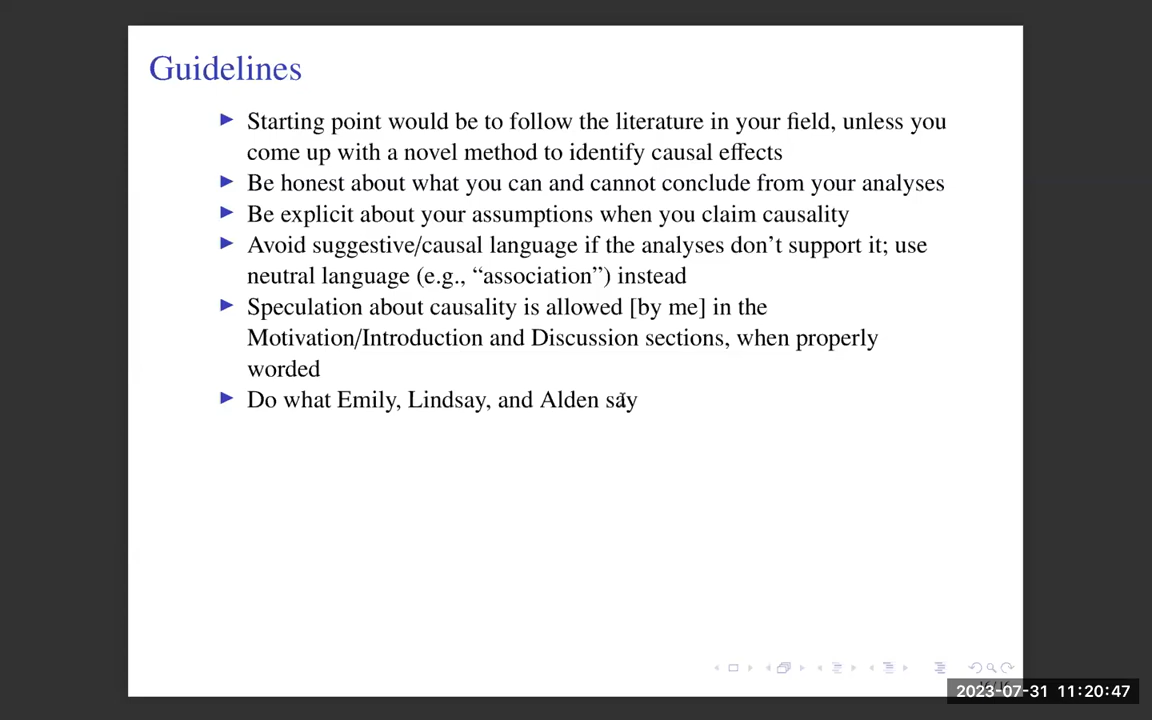 Guidelines
▶ Starting point would be to follow the literature in your field, unless you
come up with a novel method to identify causal effects
▶ Be honest about what you can and cannot conclude from your analyses
▶ Be explicit about your assumptions when you claim causality
▶ Avoid suggestive/causal language if the analyses don’t support it; use
neutral language (e.g., “association”) instead
▶ Speculation about causality is allowed [by me] in the
Motivation/Introduction and Discussion sections, when properly
worded
▶ Do what Emily, Lindsay, and Alden say
2023-07-31 11:20:47